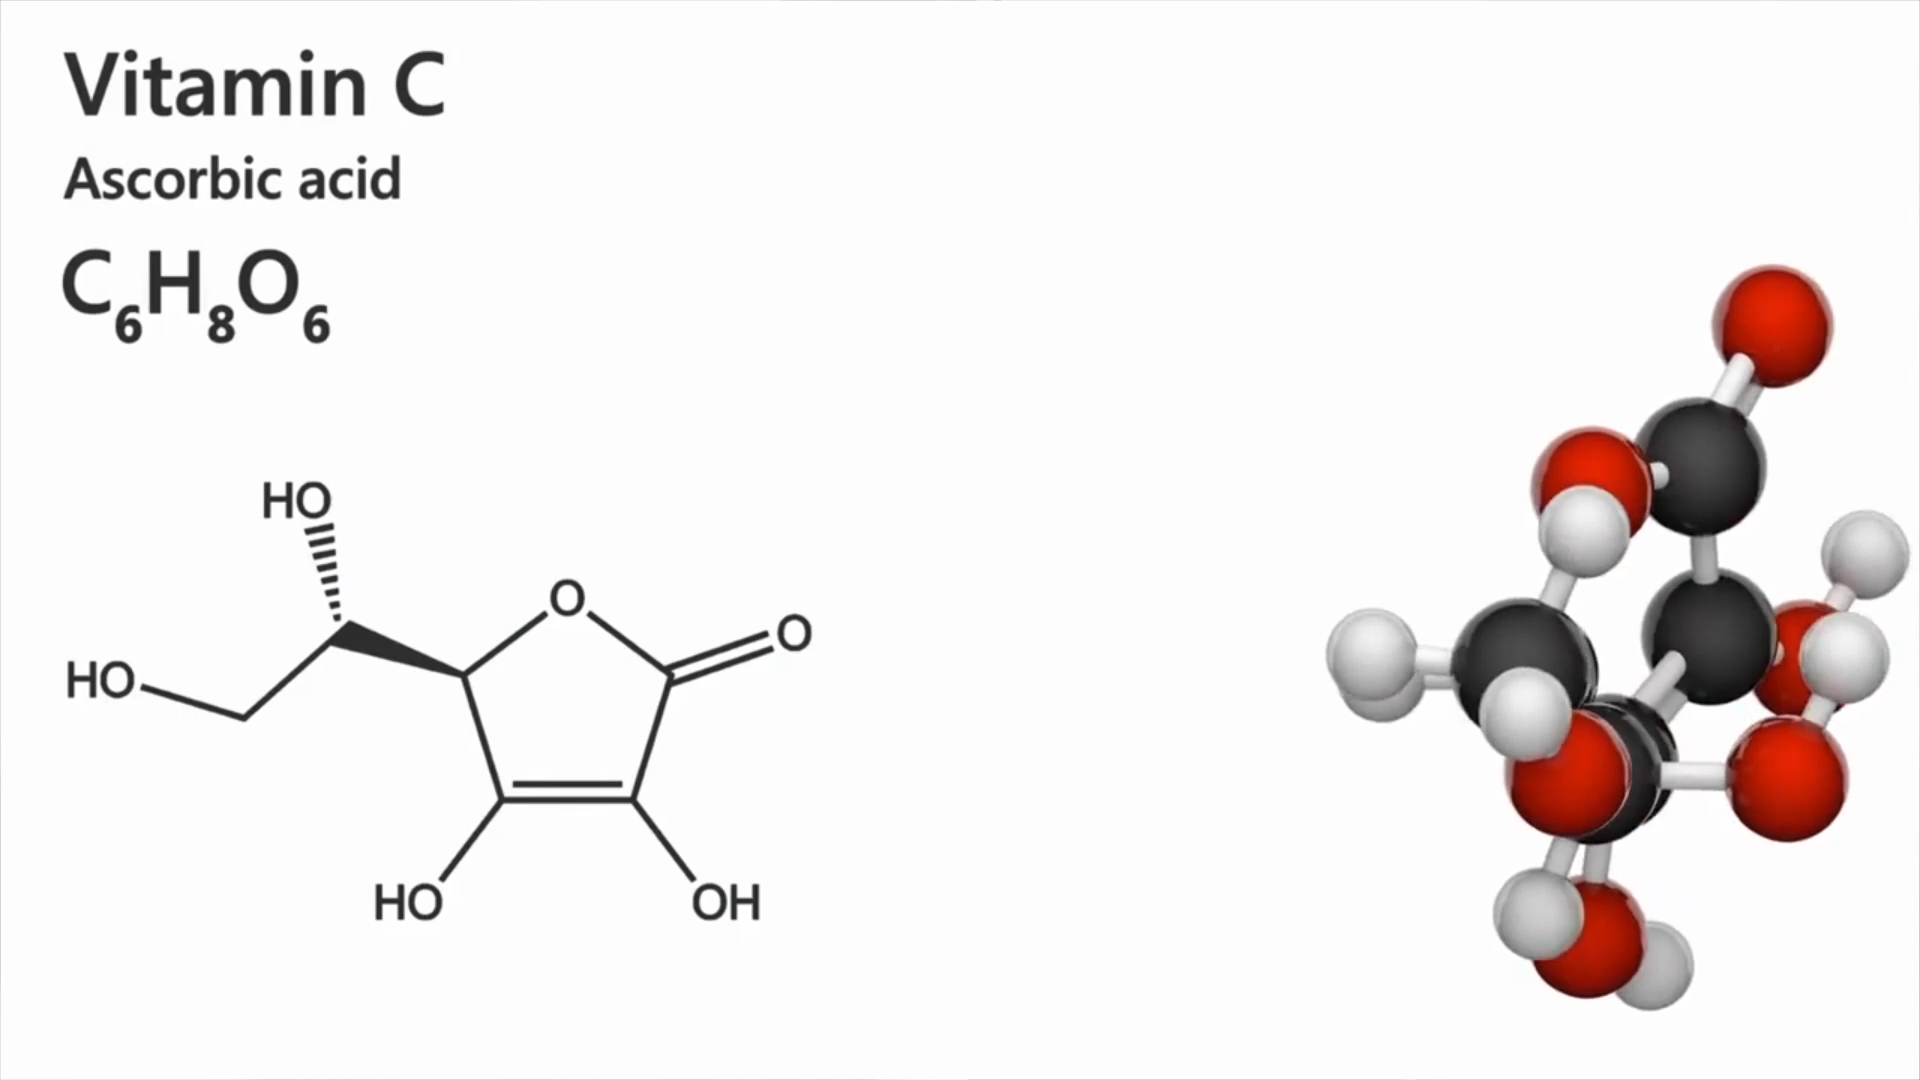 Vitamin C
Ascorbic acid
C₆H₈O₆
HO
O
O
HO
HO
OH